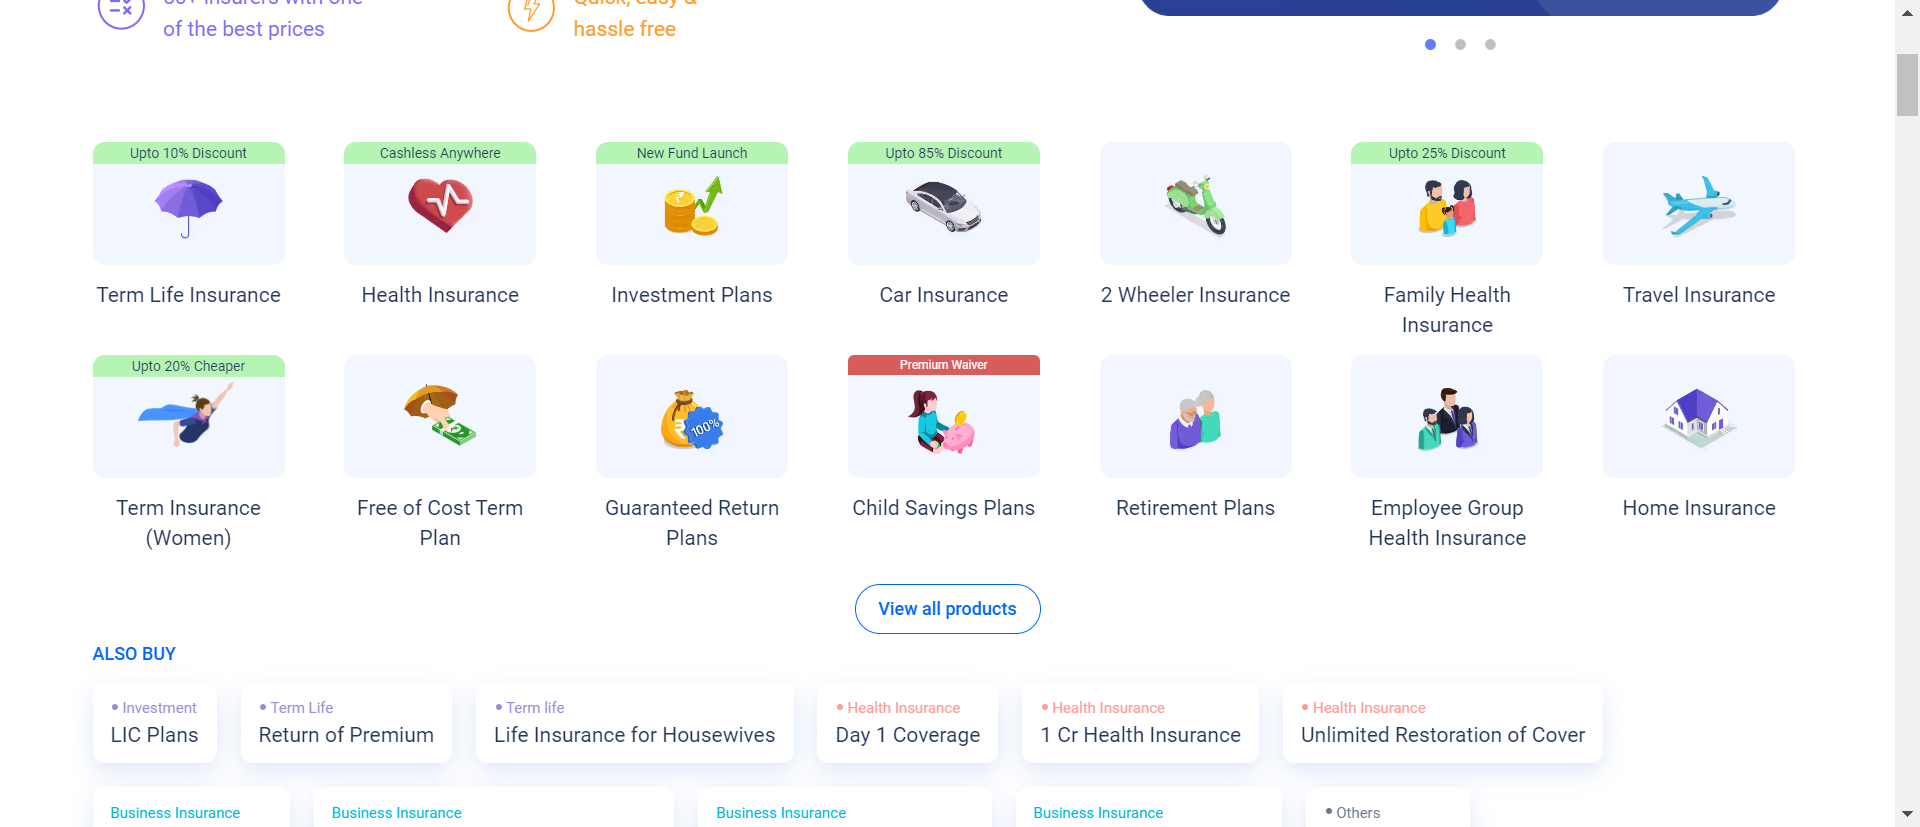 of the best prices
hassle free
Upto 10% Discount
Cashless Anywhere
New Fund Launch
Upto 85% Discount
Upto 25% Discount
Term Life Insurance
Health Insurance
Investment Plans
Car Insurance
2 Wheeler Insurance
Family Health
Insurance
Travel Insurance
Upto 20% Cheaper
Premium Waiver
100%
Term Insurance
(Women)
Free of Cost Term
Plan
Guaranteed Return
Plans
Child Savings Plans
Retirement Plans
Employee Group
Health Insurance
Home Insurance
View all products
ALSO BUY
Investment
LIC Plans
Term Life
Return of Premium
Term life
Life Insurance for Housewives
Health Insurance
Day 1 Coverage
Health Insurance
1 Cr Health Insurance
Health Insurance
Unlimited Restoration of Cover
Business Insurance
Business Insurance
Business Insurance
Business Insurance
Others